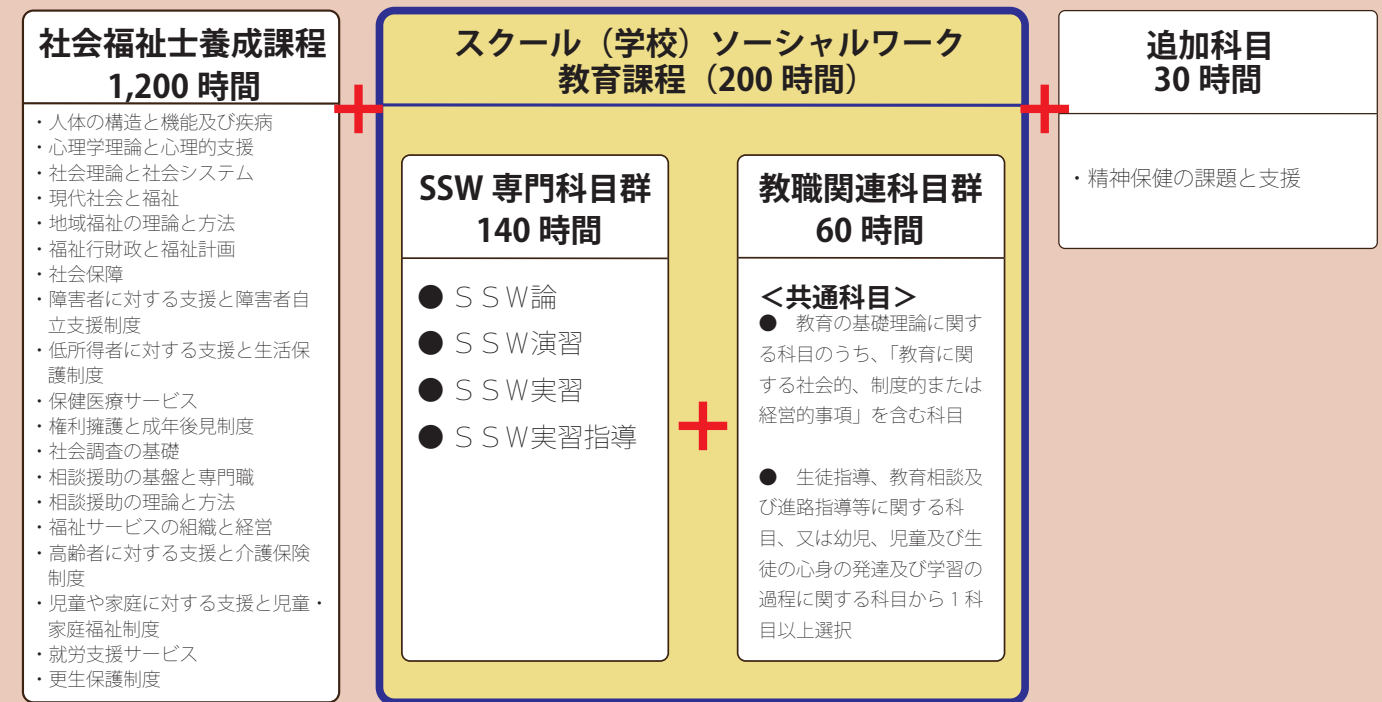 社会福祉士養成課程
1,200 時間
・人体の構造と機能及び疾病
・心理学理論と心理的支援
・社会理論と社会システム
・現代社会と福祉
・地域福祉の理論と方法
・福祉行財政と福祉計画
・社会保障
・障害者に対する支援と障害者自
立支援制度
・低所得者に対する支援と生活保
護制度
・保健医療サービス
・権利擁護と成年後見制度
・社会調査の基礎
・相談援助の基盤と専門職
・相談援助の理論と方法
・福祉サービスの組織と経営
・高齢者に対する支援と介護保険
制度
・児童や家庭に対する支援と児童・
家庭福祉制度
・就労支援サービス
・更生保護制度
+
スクール（学校）ソーシャルワーク
教育課程（200 時間）
SSW 専門科目群
140 時間
● ＳＳＷ論
● ＳＳＷ演習
● ＳＳＷ実習
● ＳＳＷ実習指導
+
教職関連科目群
60 時間
＜共通科目＞
●　教育の基礎理論に関す
る科目のうち、「教育に関
する社会的、制度的または
経営的事項」を含む科目
●　生徒指導、教育相談及
び進路指導等に関する科
目、又は幼児、児童及び生
徒の心身の発達及び学習の
過程に関する科目から１科
目以上選択
+
追加科目
30 時間
・精神保健の課題と支援